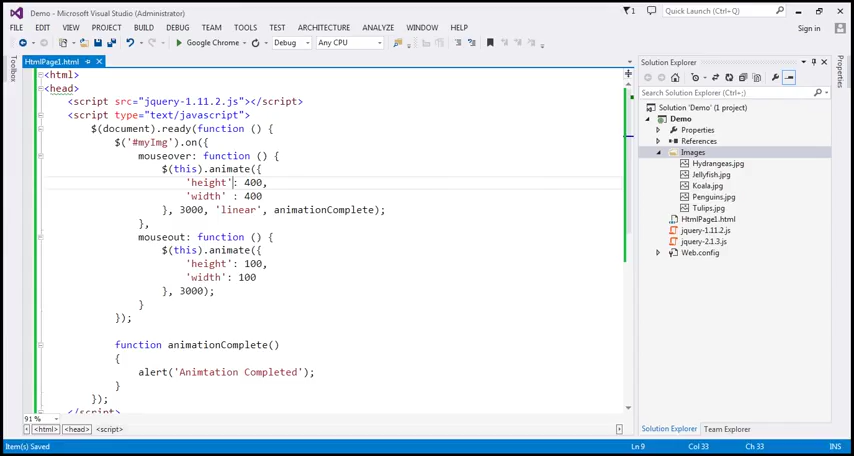 Demo - Microsoft Visual Studio (Administrator)
1
Quick Launch (Ctrl+Q)
FILE EDIT VIEW PROJECT BUILD DEBUG TEAM TOOLS TEST ARCHITECTURE ANALYZE WINDOW HELP
Sign in
Google Chrome Debug Any CPU
Toolbox
HtmlPage1.html
<html>
<head>
<script src="jquery-1.11.2.js"></script>
<script type="text/javascript">
$(document).ready(function () {
$('#myImg').on({
mouseover: function () {
$(this).animate({
'height': 400,
'width' : 400
}, 3000, 'linear', animationComplete);
},
mouseout: function () {
$(this).animate({
'height': 100,
'width': 100
}, 3000);
}
});
function animationComplete()
{
alert('Animtation Completed');
}
});
</script>
91 %
<html> <head> <script>
Solution Explorer
Search Solution Explorer (Ctrl+;)
Solution 'Demo' (1 project)
Demo
Properties
References
Images
Hydrangeas.jpg
Jellyfish.jpg
Koala.jpg
Penguins.jpg
Tulips.jpg
HtmlPage1.html
jquery-1.11.2.js
jquery-2.1.3.js
Web.config
Solution Explorer Team Explorer
Properties
Item(s) Saved Ln 9 Col 33 Ch 33 INS